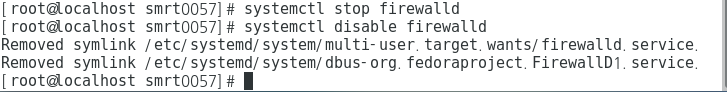 [root@localhost smrt0057]# systemctl stop firewalld
[root@localhost smrt0057]# systemctl disable firewalld
Removed symlink /etc/systemd/system/multi-user.target.wants/firewalld.service.
Removed symlink /etc/systemd/system/dbus-org.fedoraproject.FirewallD1.service.
[root@localhost smrt0057]#